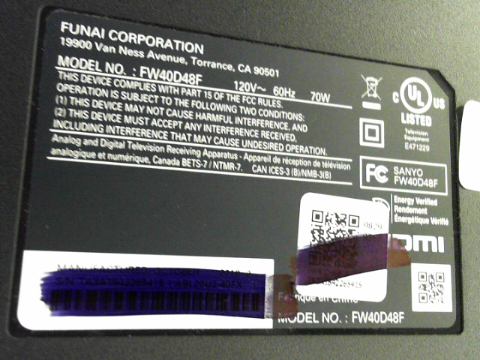 FUNAI CORPORATION
19900 Van Ness Avenue, Torrance, CA 90501
MODEL NO. : FW40D48F 120V~ 60Hz 70W
THIS DEVICE COMPLIES WITH PART 15 OF THE FCC RULES.
OPERATION IS SUBJECT TO THE FOLLOWING TWO CONDITIONS:
(1) THIS DEVICE MAY NOT CAUSE HARMFUL INTERFERENCE, AND
(2) THIS DEVICE MUST ACCEPT ANY INTERFERENCE RECEIVED,
INCLUDING INTERFERENCE THAT MAY CAUSE UNDESIRED OPERATION.
Analog and Digital Television Receiving Apparatus - Appareil de réception de télévision
analogique et numérique, Canada BETS-7 / NTMR-7. CAN ICES-3 (B)/NMB-3(B)
C UL US
LISTED
Television
Equipment
E471229
FC SANYO
FW40D48F
Energy Verified
Rendement
Énergétique Vérifié
HDMI
Fabriqué en Chine
MODEL NO. : FW40D48F